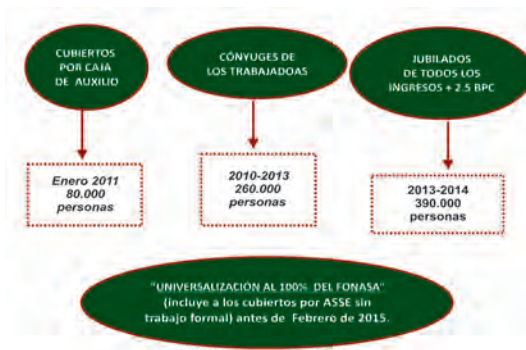 CUBIERTOS
POR CAJA
DE AUXILIO
CÓNYUGES DE
LOS TRABAJADOAS
JUBILADOS
DE TODOS LOS
INGRESOS + 2.5 BPC
Enero 2011
80.000
personas
2010-2013
260.000
personas
2013-2014
390.000
personas
"UNIVERSALIZACIÓN AL 100% DEL FONASA"
(incluye a los cubiertos por ASSE sin
trabajo formal) antes de Febrero de 2015.